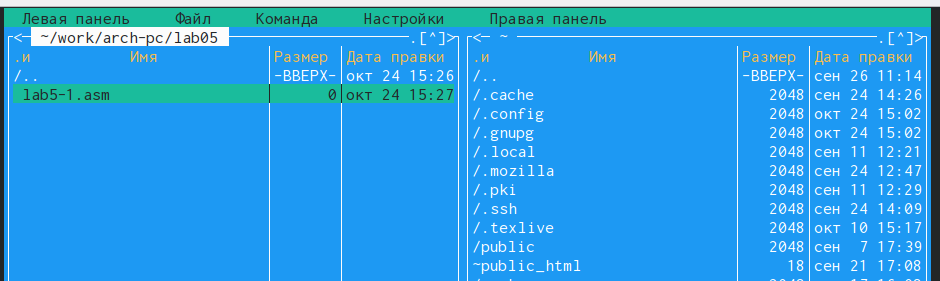 Левая панель Файл Команда Настройки Правая панель
<─ ~/work/arch-pc/lab05 .[^]> <─ ~ .[^]>
.и Имя Размер Дата правки .и Имя Размер Дата правки
/.. -ВВЕРХ- окт 24 15:26 /.. -ВВЕРХ- сен 26 11:14
lab5-1.asm 0 окт 24 15:27 /.cache 2048 сен 24 14:26
/.config 2048 окт 24 15:02
/.gnupg 2048 окт 24 15:02
/.local 2048 сен 11 12:21
/.mozilla 2048 сен 24 12:47
/.pki 2048 сен 11 12:29
/.ssh 2048 сен 24 14:09
/.texlive 2048 окт 10 15:17
/public 2048 сен 7 17:39
~public_html 18 сен 21 17:08